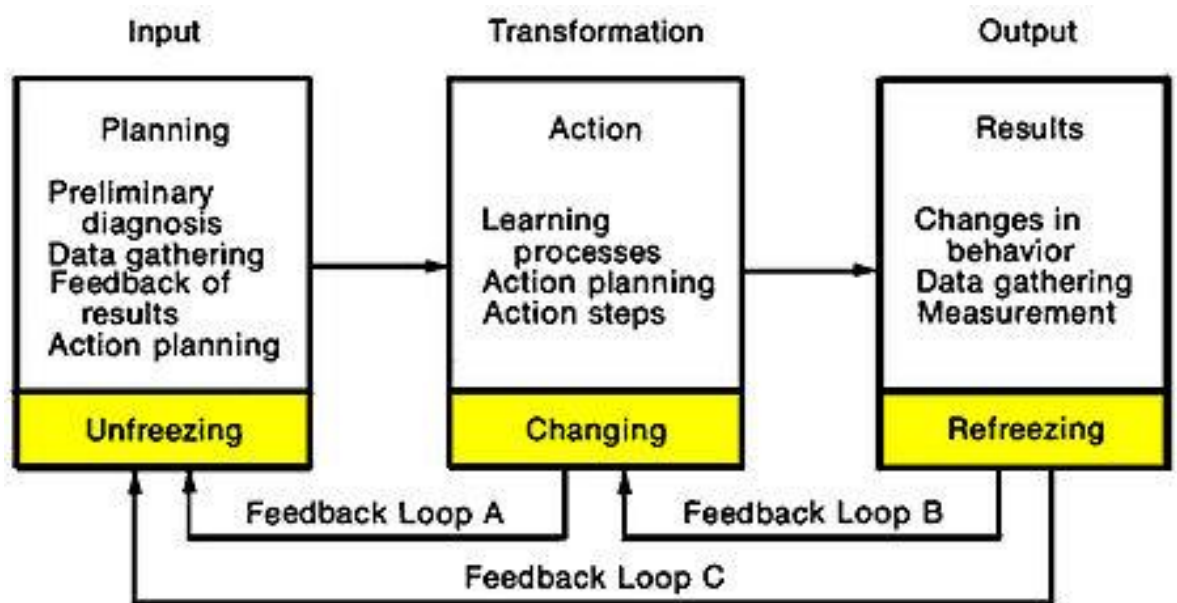 Input
Planning
Preliminary
diagnosis
Data gathering
Feedback of
results
Action planning
Unfreezing
Transformation
Action
Learning
processes
Action planning
Action steps
Changing
Output
Results
Changes in
behavior
Data gathering
Measurement
Refreezing
Feedback Loop A
Feedback Loop B
Feedback Loop C